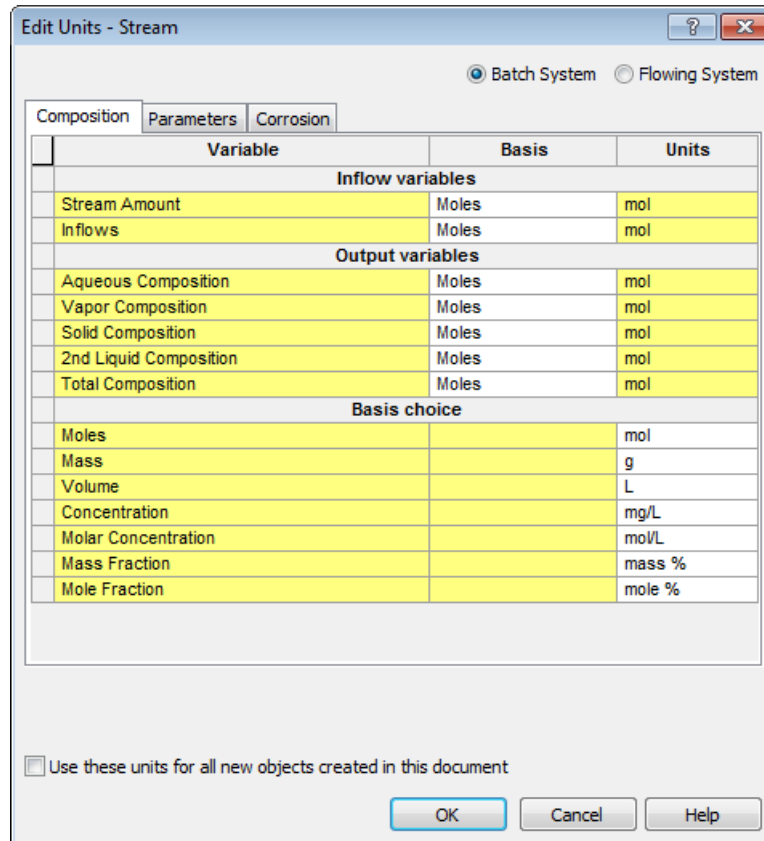 Edit Units - Stream
Batch System Flowing System
Composition Parameters Corrosion
Variable Basis Units
Inflow variables
Stream Amount Moles mol
Inflows Moles mol
Output variables
Aqueous Composition Moles mol
Vapor Composition Moles mol
Solid Composition Moles mol
2nd Liquid Composition Moles mol
Total Composition Moles mol
Basis choice
Moles mol
Mass g
Volume L
Concentration mg/L
Molar Concentration mol/L
Mass Fraction mass %
Mole Fraction mole %
Use these units for all new objects created in this document
OK Cancel Help